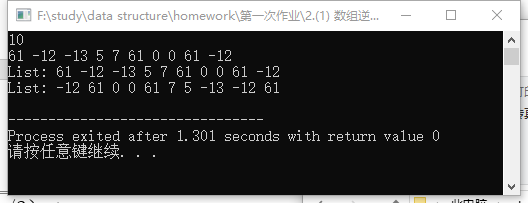 F:\study\data structure\homework\第一次作业\2.(1) 数组逆...
10
61 -12 -13 5 7 61 0 0 61 -12
List: 61 -12 -13 5 7 61 0 0 61 -12
List: -12 61 0 0 61 7 5 -13 -12 61
--------------------------------
Process exited after 1.301 seconds with return value 0
请按任意键继续. . .